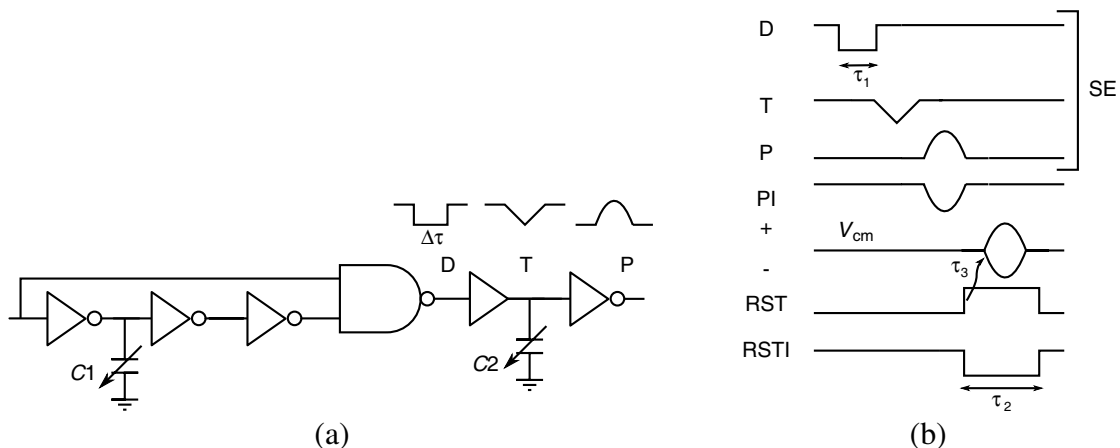 Δτ
D
T
P
C1
C2
(a)
D
τ1
SE
T
P
PI
+
Vcm
-
τ3
RST
RSTI
τ2
(b)